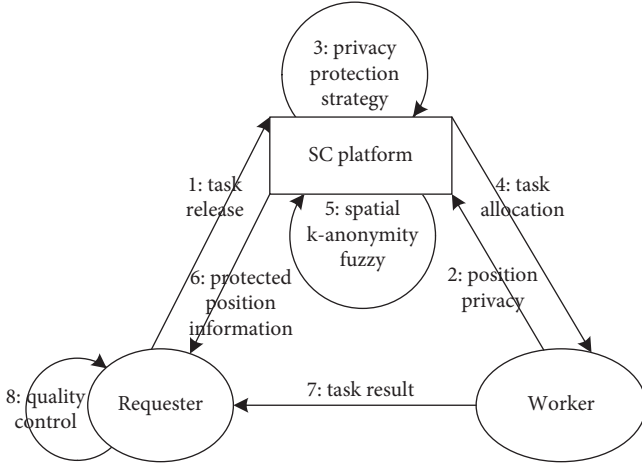 3: privacy
protection
strategy
SC platform
1: task
release
4: task
allocation
5: spatial
k-anonymity
fuzzy
6: protected
position
information
2: position
privacy
8: quality
control
Requester
7: task result
Worker